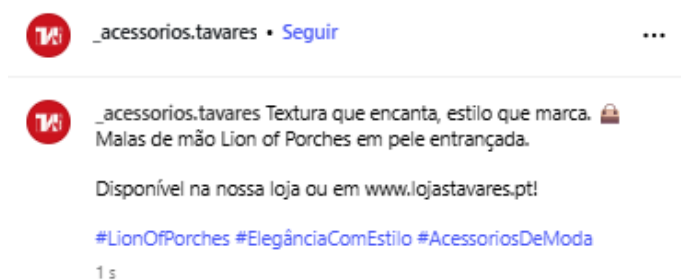 _acessorios.tavares • Seguir
_acessorios.tavares Textura que encanta, estilo que marca. 👜
Malas de mão Lion of Porches em pele entrançada.
Disponível na nossa loja ou em www.lojastavares.pt!
#LionOfPorches #ElegânciaComEstilo #AcessoriosDeModa
1 s